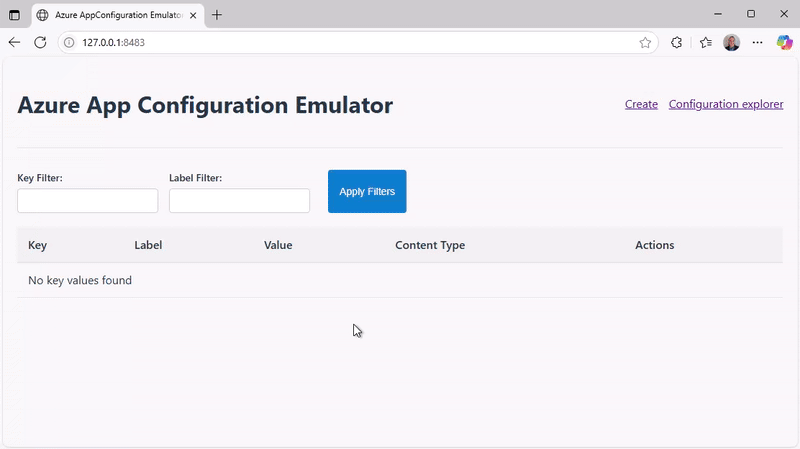 Azure AppConfiguration Emulator
127.0.0.1:8483
Azure App Configuration Emulator
Create Configuration explorer
Key Filter: Label Filter:
Apply Filters
Key Label Value Content Type Actions
No key values found